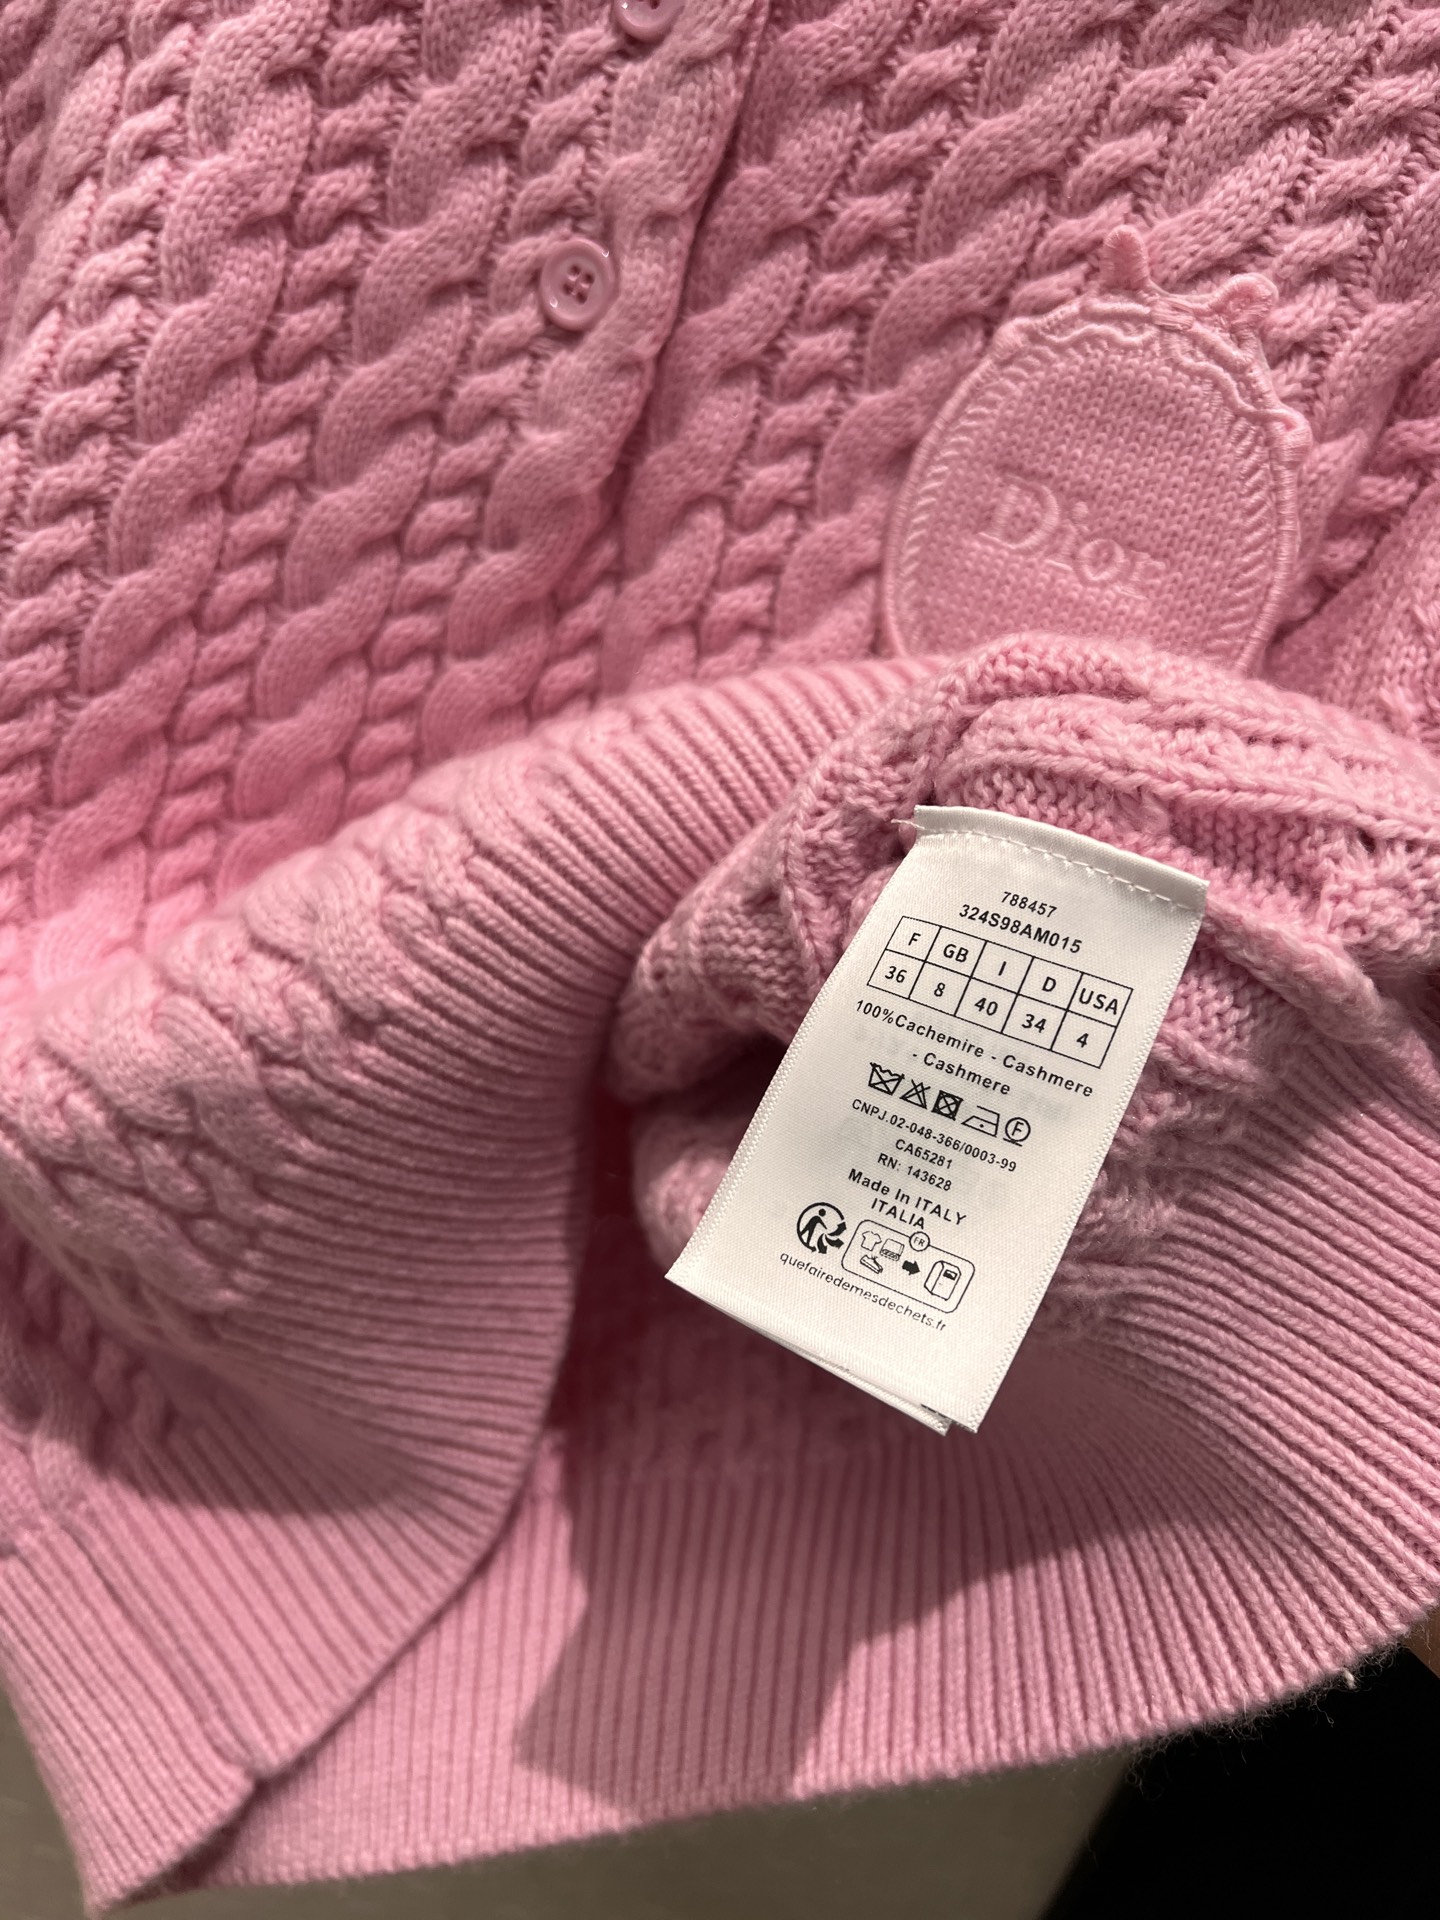 Dior
788457
324S98AM015
F GB I D USA
36 8 40 34 4
100%Cachemire - Cashmere
- Cashmere
F
CNPJ.02-048-366/0003-99
CA65281
RN: 143628
Made In ITALY
ITALIA
FR
quefairedemesdechets.fr